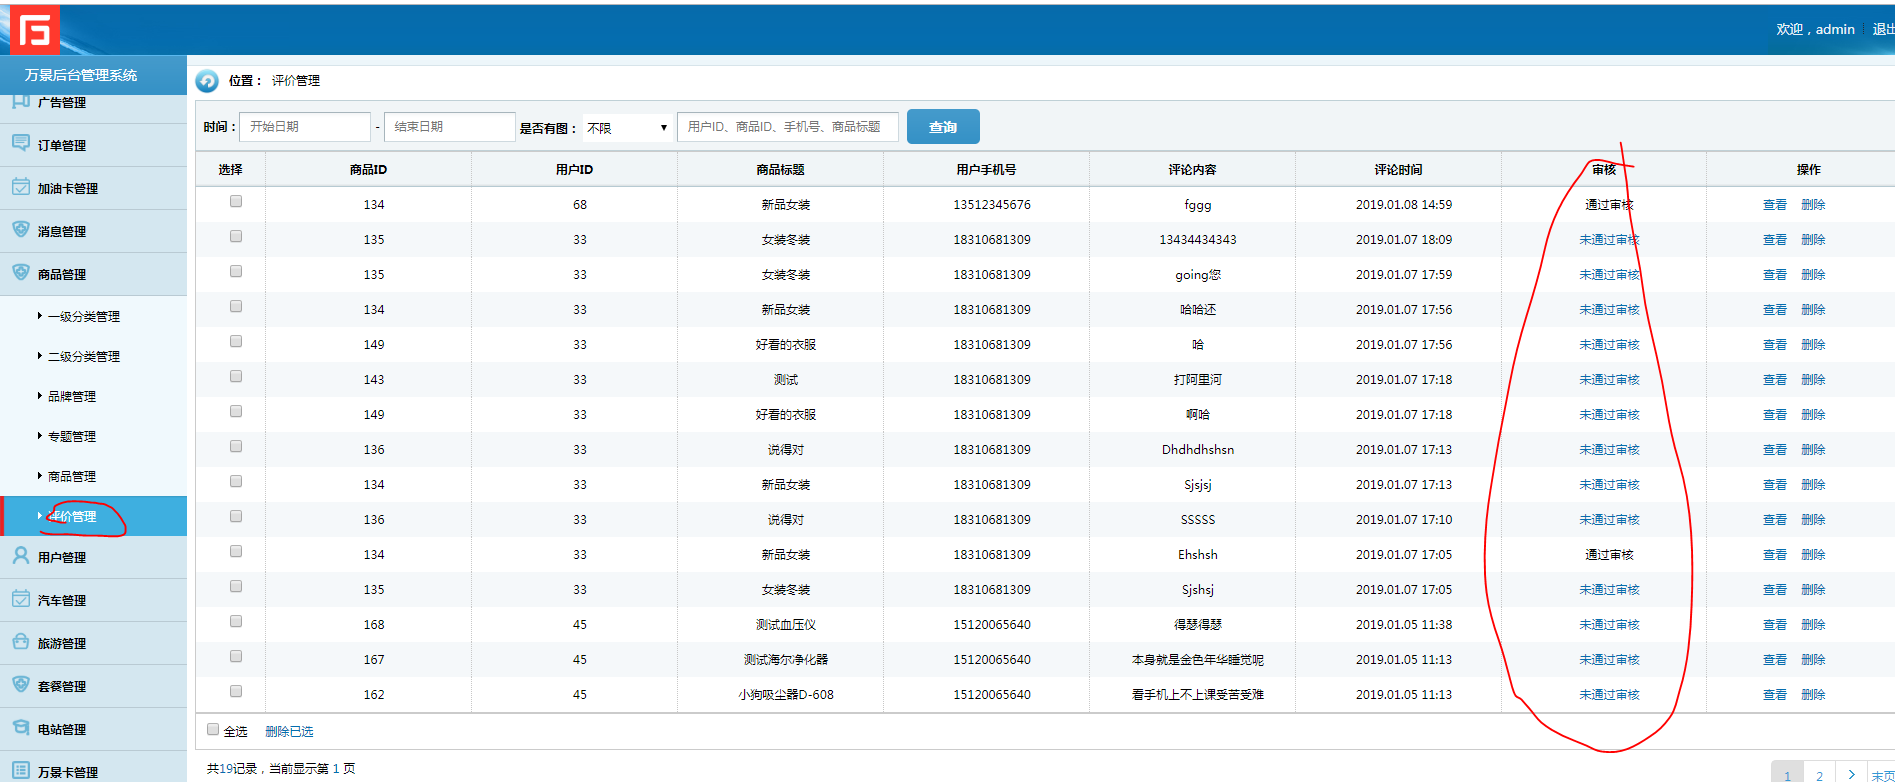 欢迎，admin 退出
万景后台管理系统
广告管理
订单管理
加油卡管理
消息管理
商品管理
一级分类管理
二级分类管理
品牌管理
专题管理
商品管理
评价管理
用户管理
汽车管理
旅游管理
套餐管理
电站管理
万景卡管理
位置： 评价管理
时间： 开始日期 - 结束日期 是否有图： 不限 用户ID、商品ID、手机号、商品标题 查询
选择 商品ID 用户ID 商品标题 用户手机号 评论内容 评论时间 审核 操作
134 68 新品女装 13512345676 fggg 2019.01.08 14:59 通过审核 查看 删除
135 33 女装冬装 18310681309 13434434343 2019.01.07 18:09 未通过审核 查看 删除
135 33 女装冬装 18310681309 going您 2019.01.07 17:59 未通过审核 查看 删除
134 33 新品女装 18310681309 哈哈还 2019.01.07 17:56 未通过审核 查看 删除
149 33 好看的衣服 18310681309 哈 2019.01.07 17:56 未通过审核 查看 删除
143 33 测试 18310681309 打阿里河 2019.01.07 17:18 未通过审核 查看 删除
149 33 好看的衣服 18310681309 啊哈 2019.01.07 17:18 未通过审核 查看 删除
136 33 说得对 18310681309 Dhdhdhshsn 2019.01.07 17:13 未通过审核 查看 删除
134 33 新品女装 18310681309 Sjsjsj 2019.01.07 17:13 未通过审核 查看 删除
136 33 说得对 18310681309 SSSSS 2019.01.07 17:10 未通过审核 查看 删除
134 33 新品女装 18310681309 Ehshsh 2019.01.07 17:05 通过审核 查看 删除
135 33 女装冬装 18310681309 Sjshsj 2019.01.07 17:05 未通过审核 查看 删除
168 45 测试血压仪 15120065640 得瑟得瑟 2019.01.05 11:38 未通过审核 查看 删除
167 45 测试海尔净化器 15120065640 本身就是金色年华睡觉呢 2019.01.05 11:13 未通过审核 查看 删除
162 45 小狗吸尘器D-608 15120065640 看手机上不上课受苦受难 2019.01.05 11:13 未通过审核 查看 删除
全选 删除已选
共19记录，当前显示第 1 页
1 2 > 末页